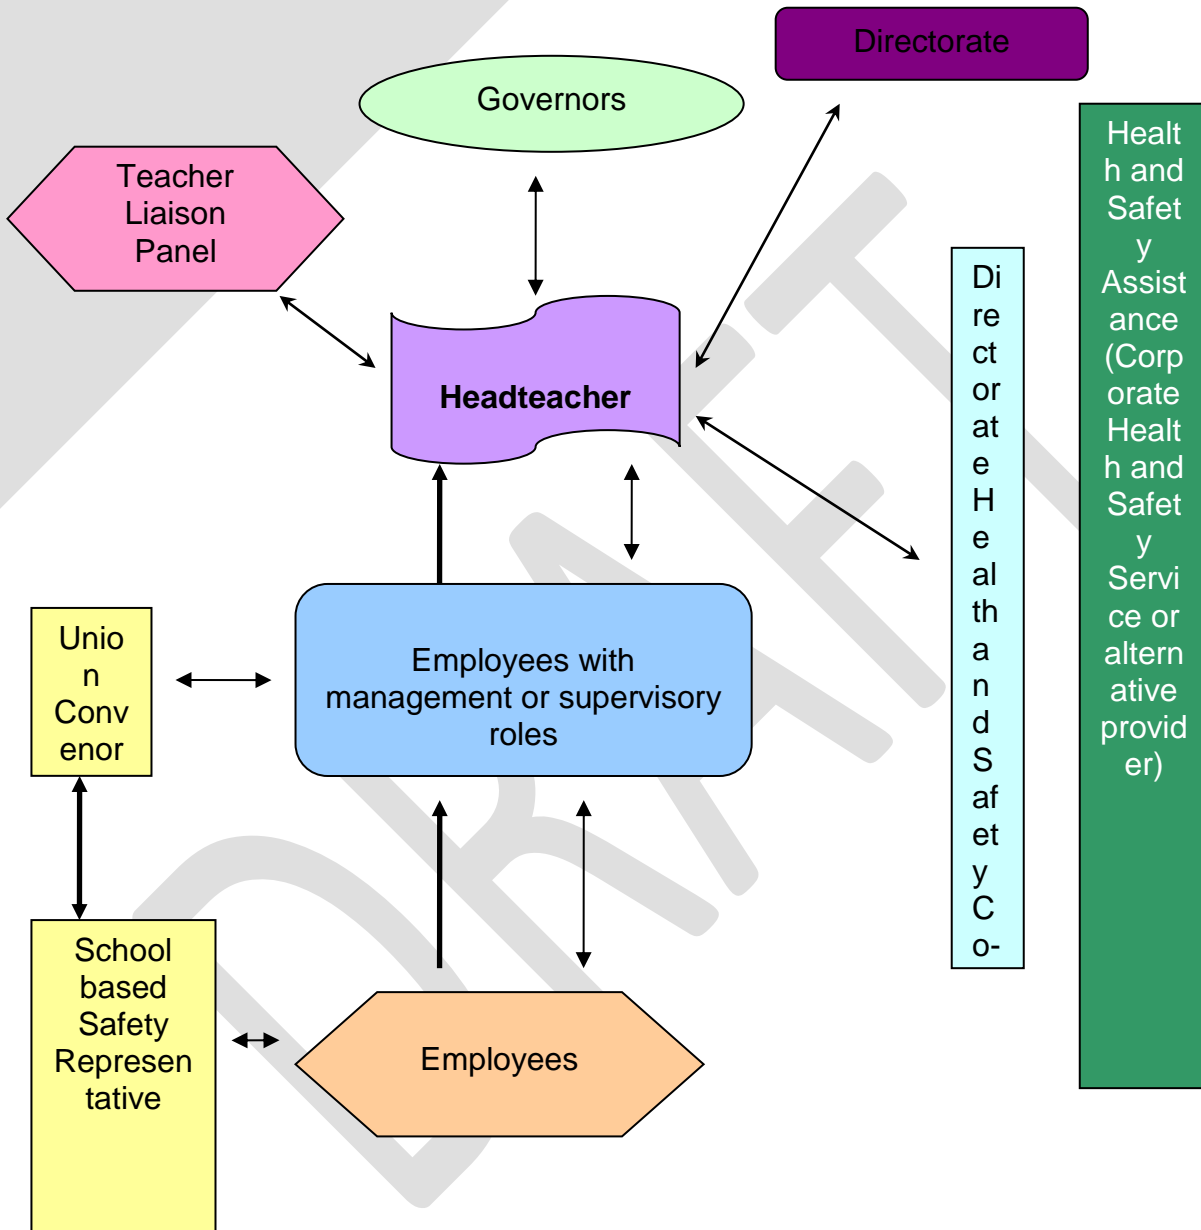 Directorate
Governors
Teacher
Liaison
Panel
Healt
h and
Safet
y
Assist
ance
(Corp
orate
Healt
h and
Safet
y
Servi
ce or
altern
ative
provid
er)
Di
re
ct
or
at
e
H
e
al
th
a
n
d
S
af
et
y
C
o-
Headteacher
Unio
n
Conv
enor
Employees with
management or supervisory
roles
School
based
Safety
Represen
tative
Employees
DRAFT